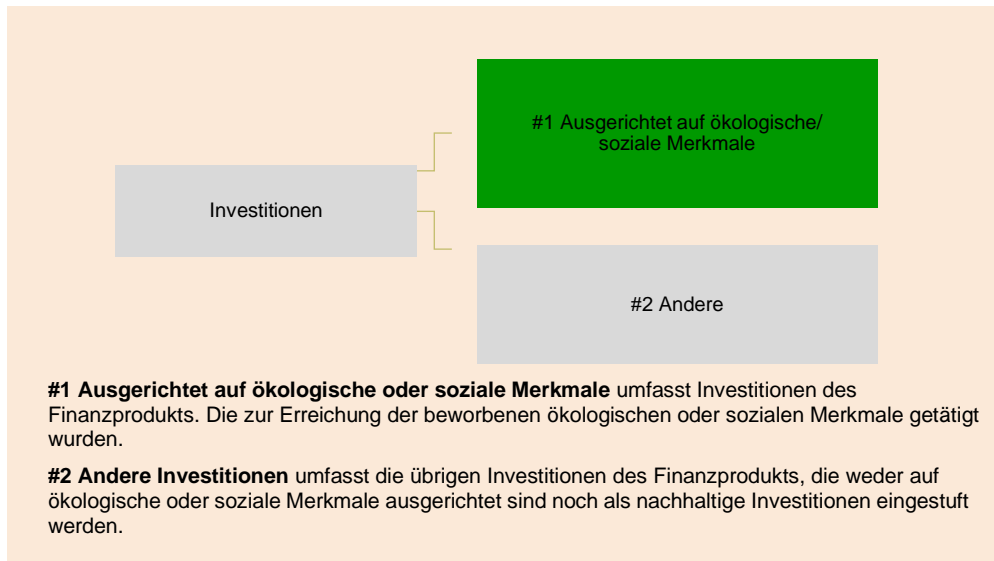 #1 Ausgerichtet auf ökologische/
soziale Merkmale
Investitionen
#2 Andere
#1 Ausgerichtet auf ökologische oder soziale Merkmale umfasst Investitionen des
Finanzprodukts. Die zur Erreichung der beworbenen ökologischen oder sozialen Merkmale getätigt
wurden.
#2 Andere Investitionen umfasst die übrigen Investitionen des Finanzprodukts, die weder auf
ökologische oder soziale Merkmale ausgerichtet sind noch als nachhaltige Investitionen eingestuft
werden.